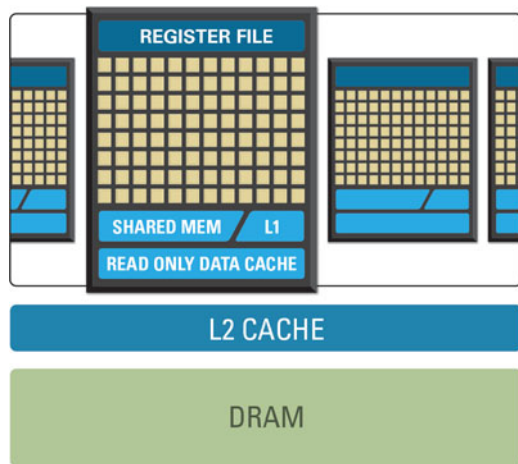 REGISTER FILE
SHARED MEM
L1
READ ONLY DATA CACHE
L2 CACHE
DRAM